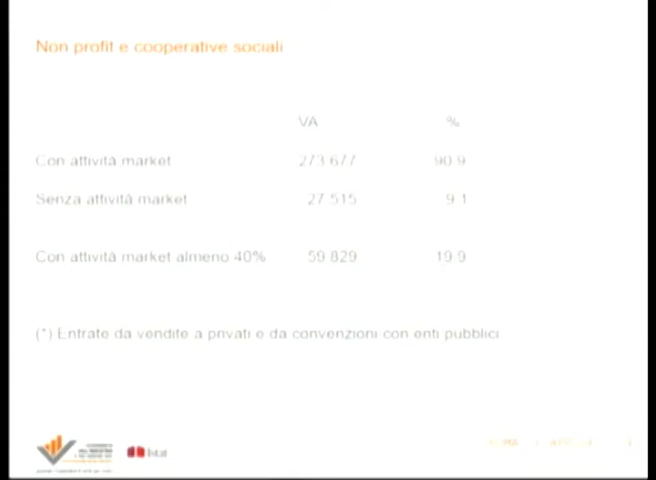 Non profit e cooperative sociali
VA %
Con attività market 273.677 90.9
Senza attività market 27.515 9.1
Con attività market almeno 40% 59.829 19.9
(*) Entrate da vendite a privati e da convenzioni con enti pubblici
Istat